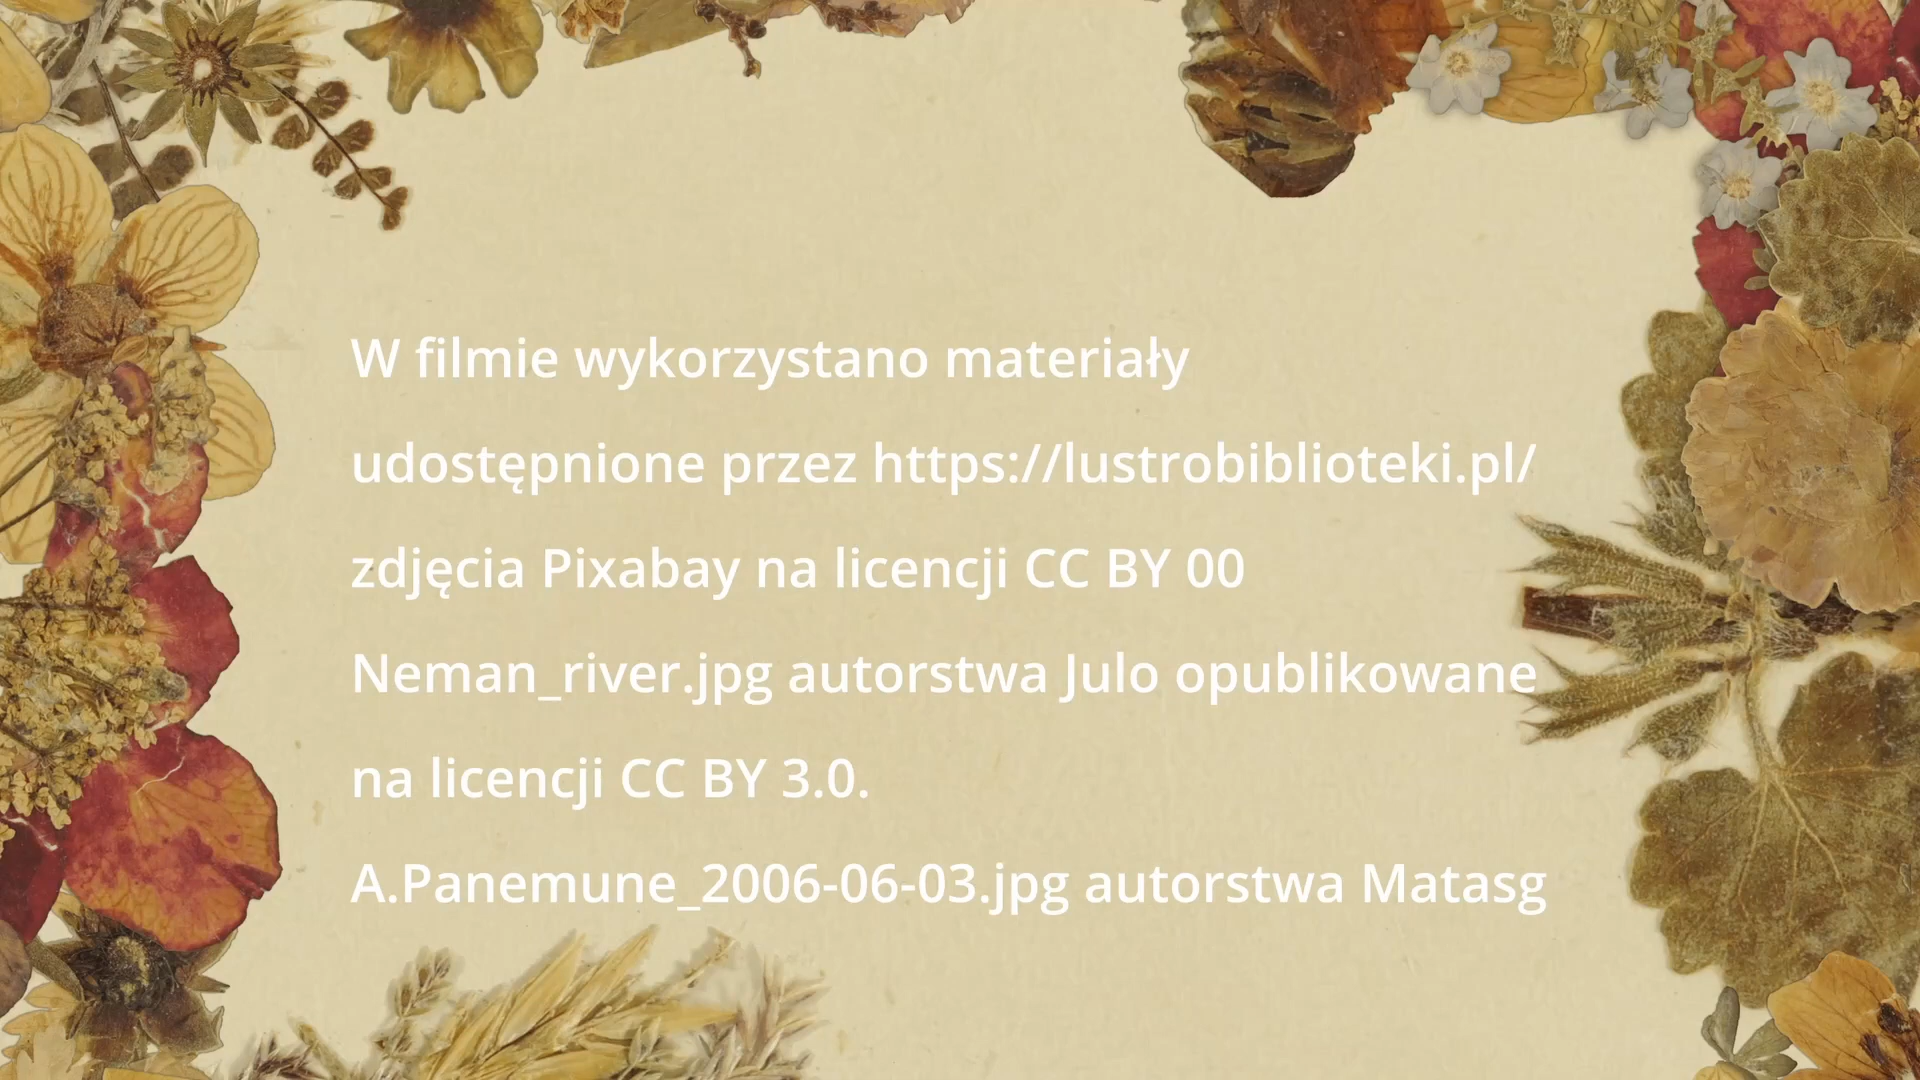 W filmie wykorzystano materiały
udostępnione przez https://lustrobiblioteki.pl/
zdjęcia Pixabay na licencji CC BY 00
Neman_river.jpg autorstwa Julo opublikowane
na licencji CC BY 3.0.
A.Panemune_2006-06-03.jpg autorstwa Matasg